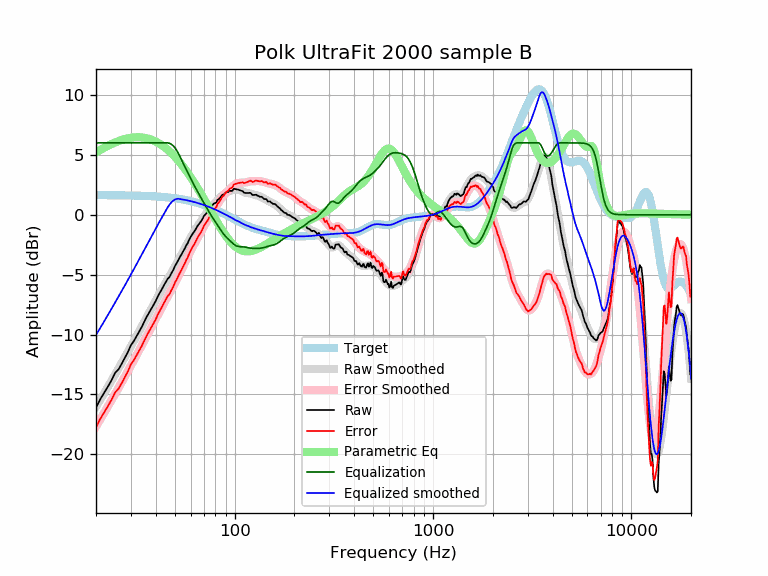 Polk UltraFit 2000 sample B
10
5
0
−5
−10
−15
−20
Amplitude (dBr)
Target
Raw Smoothed
Error Smoothed
Raw
Error
Parametric Eq
Equalization
Equalized smoothed
100
1000
10000
Frequency (Hz)